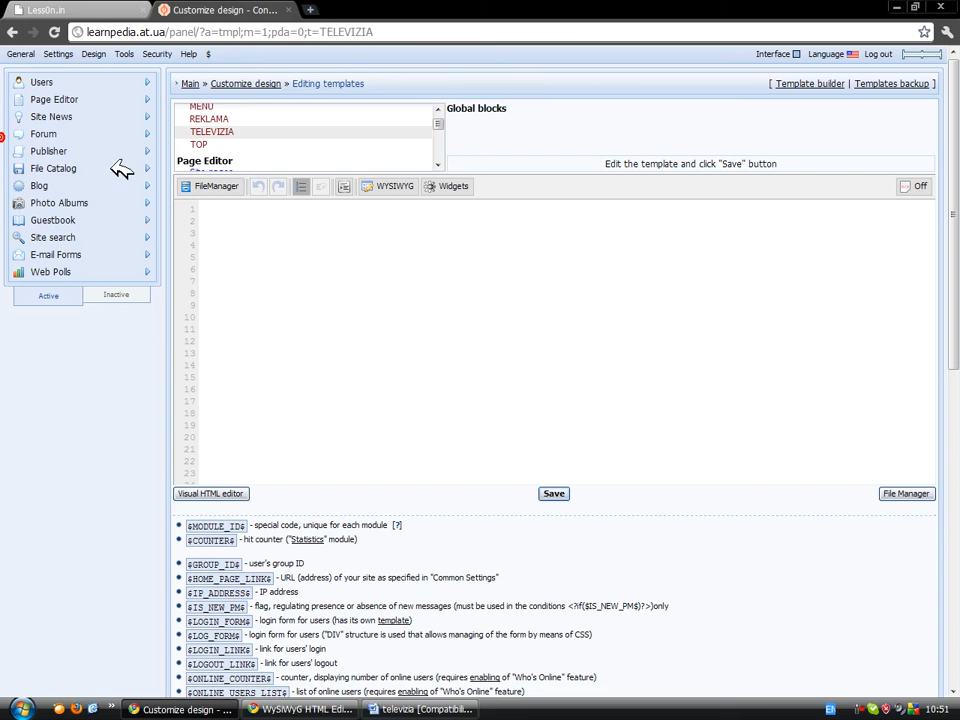 Less0n.in
Customize design - Con...
learnpedia.at.ua/panel/?a=tmpl;m=1;pda=0;t=TELEVIZIA
General Settings Design Tools Security Help $ Interface Language Log out
Users
Page Editor
Site News
Forum
Publisher
File Catalog
Blog
Photo Albums
Guestbook
Site search
E-mail Forms
Web Polls
Active Inactive
Main » Customize design » Editing templates [ Template builder | Templates backup ]
MENU
REKLAMA
TELEVIZIA
TOP
Page Editor
Global blocks
Edit the template and click "Save" button
FileManager WYSIWYG Widgets Off
1
2
3
4
5
6
7
8
9
10
11
12
13
14
15
16
17
18
19
20
21
22
23
Visual HTML editor Save File Manager
$MODULE_ID$ - special code, unique for each module [?]
$COUNTER$ - hit counter ("Statistics" module)
$GROUP_ID$ - user's group ID
$HOME_PAGE_LINK$ - URL (address) of your site as specified in "Common Settings"
$IP_ADDRESS$ - IP address
$IS_NEW_PM$ - flag, regulating presence or absence of new messages (must be used in the conditions <?if($IS_NEW_PM$)?>)only
$LOGIN_FORM$ - login form for users (has its own template)
$LOG_FORM$ - login form for users ("DIV" structure is used that allows managing of the form by means of CSS)
$LOGIN_LINK$ - link for users' login
$LOGOUT_LINK$ - link for users' logout
$ONLINE_COUNTER$ - counter, displaying number of online users (requires enabling of "Who's Online" feature)
$ONLINE_USERS_LIST$ - list of online users (requires enabling of "Who's Online" feature)
Customize design - ... WySiWyG HTML Edi... televizia [Compatibil... EN 10:51